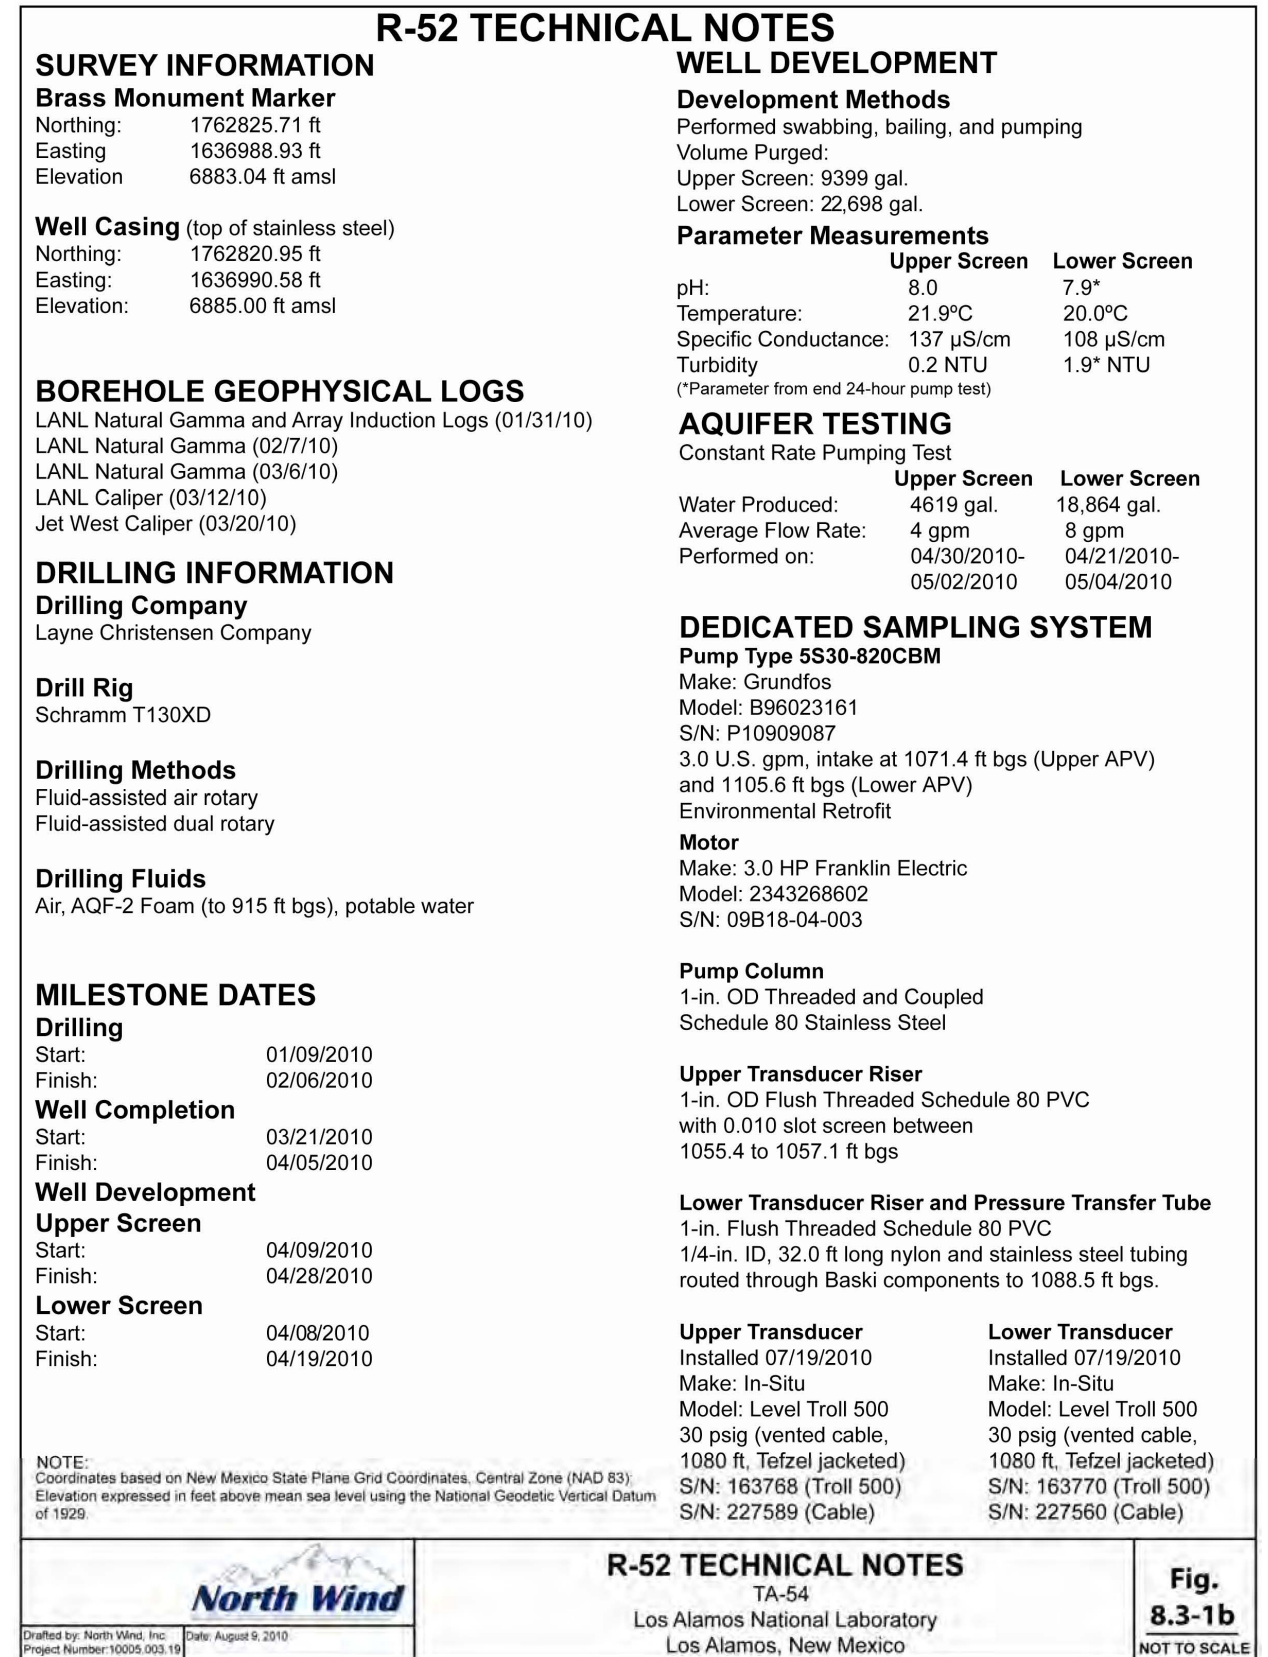 R-52 TECHNICAL NOTES
SURVEY INFORMATION
Brass Monument Marker
Northing: 1762825.71 ft
Easting 1636988.93 ft
Elevation 6883.04 ft amsl
Well Casing (top of stainless steel)
Northing: 1762820.95 ft
Easting: 1636990.58 ft
Elevation: 6885.00 ft amsl
BOREHOLE GEOPHYSICAL LOGS
LANL Natural Gamma and Array Induction Logs (01/31/10)
LANL Natural Gamma (02/7/10)
LANL Natural Gamma (03/6/10)
LANL Caliper (03/12/10)
Jet West Caliper (03/20/10)
DRILLING INFORMATION
Drilling Company
Layne Christensen Company
Drill Rig
Schramm T130XD
Drilling Methods
Fluid-assisted air rotary
Fluid-assisted dual rotary
Drilling Fluids
Air, AQF-2 Foam (to 915 ft bgs), potable water
MILESTONE DATES
Drilling
Start: 01/09/2010
Finish: 02/06/2010
Well Completion
Start: 03/21/2010
Finish: 04/05/2010
Well Development
Upper Screen
Start: 04/09/2010
Finish: 04/28/2010
Lower Screen
Start: 04/08/2010
Finish: 04/19/2010
NOTE:
Coordinates based on New Mexico State Plane Grid Coordinates, Central Zone (NAD 83);
Elevation expressed in feet above mean sea level using the National Geodetic Vertical Datum
of 1929.
WELL DEVELOPMENT
Development Methods
Performed swabbing, bailing, and pumping
Volume Purged:
Upper Screen: 9399 gal.
Lower Screen: 22,698 gal.
Parameter Measurements
Upper Screen Lower Screen
pH: 8.0 7.9*
Temperature: 21.9ºC 20.0ºC
Specific Conductance: 137 µS/cm 108 µS/cm
Turbidity 0.2 NTU 1.9* NTU
(*Parameter from end 24-hour pump test)
AQUIFER TESTING
Constant Rate Pumping Test
Upper Screen Lower Screen
Water Produced: 4619 gal. 18,864 gal.
Average Flow Rate: 4 gpm 8 gpm
Performed on: 04/30/2010- 04/21/2010-
05/02/2010 05/04/2010
DEDICATED SAMPLING SYSTEM
Pump Type 5S30-820CBM
Make: Grundfos
Model: B96023161
S/N: P10909087
3.0 U.S. gpm, intake at 1071.4 ft bgs (Upper APV)
and 1105.6 ft bgs (Lower APV)
Environmental Retrofit
Motor
Make: 3.0 HP Franklin Electric
Model: 2343268602
S/N: 09B18-04-003
Pump Column
1-in. OD Threaded and Coupled
Schedule 80 Stainless Steel
Upper Transducer Riser
1-in. OD Flush Threaded Schedule 80 PVC
with 0.010 slot screen between
1055.4 to 1057.1 ft bgs
Lower Transducer Riser and Pressure Transfer Tube
1-in. Flush Threaded Schedule 80 PVC
1/4-in. ID, 32.0 ft long nylon and stainless steel tubing
routed through Baski components to 1088.5 ft bgs.
Upper Transducer
Installed 07/19/2010
Make: In-Situ
Model: Level Troll 500
30 psig (vented cable,
1080 ft, Tefzel jacketed)
S/N: 163768 (Troll 500)
S/N: 227589 (Cable)
Lower Transducer
Installed 07/19/2010
Make: In-Situ
Model: Level Troll 500
30 psig (vented cable,
1080 ft, Tefzel jacketed)
S/N: 163770 (Troll 500)
S/N: 227560 (Cable)
North Wind
Drafted by: North Wind, Inc.
Project Number:10005.003.19
Date: August 9, 2010
R-52 TECHNICAL NOTES
TA-54
Los Alamos National Laboratory
Los Alamos, New Mexico
Fig.
8.3-1b
NOT TO SCALE